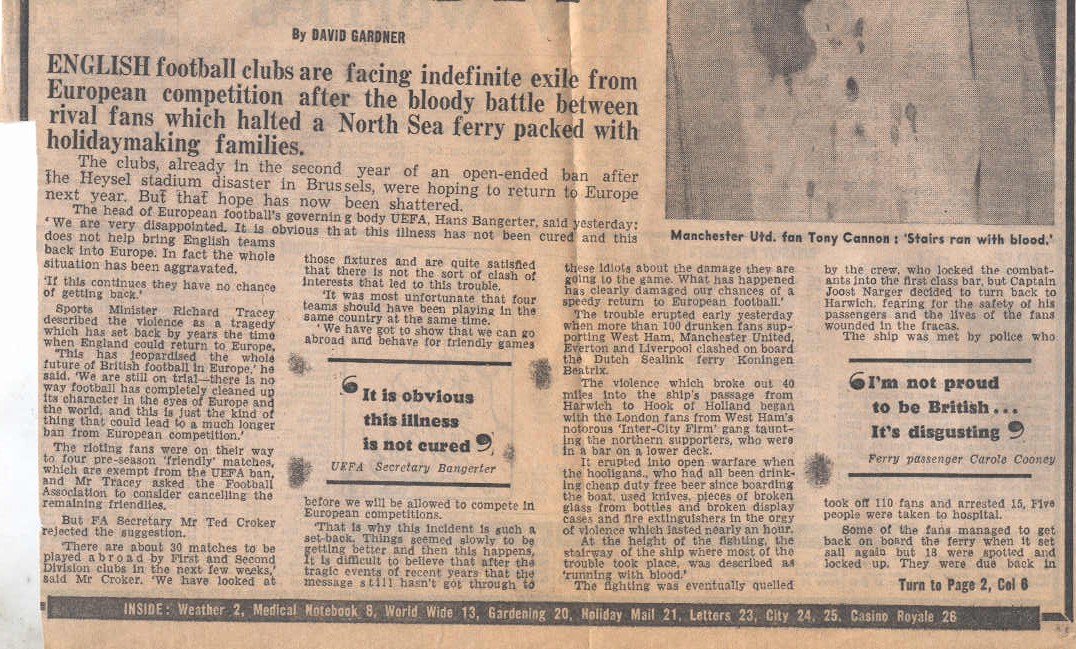 By DAVID GARDNER
ENGLISH football clubs are facing indefinite exile from
European competition after the bloody battle between
rival fans which halted a North Sea ferry packed with
holidaymaking families.
The clubs, already in the second year of an open-ended ban after
the Heysel stadium disaster in Brussels, were hoping to return to Europe
next year. But that hope has now been shattered.
The head of European football's governing body UEFA, Hans Bangerter, said yesterday:
'We are very disappointed. It is obvious that this illness has not been cured and this
does not help bring English teams
back into Europe. In fact the whole
situation has been aggravated.
'If this continues they have no chance
of getting back.'
Sports Minister Richard Tracey
described the violence as a tragedy
which has set back by years the time
when England could return to Europe.
'This has jeopardised the whole
future of British football in Europe,' he
said. 'We are still on trial—there is no
way football has completely cleaned up
its character in the eyes of Europe and
the world, and this is just the kind of
thing that could lead to a much longer
ban from European competition.'
The rioting fans were on their way
to four pre-season 'friendly' matches,
which are exempt from the UEFA ban,
and Mr Tracey asked the Football
Association to consider cancelling the
remaining friendlies.
But FA Secretary Mr Ted Croker
rejected the suggestion.
'There are about 30 matches to be
played abroad by First and Second
Division clubs in the next few weeks,'
said Mr Croker. 'We have looked at
those fixtures and are quite satisfied
that there is not the sort of clash of
interests that led to this trouble.
'It was most unfortunate that four
teams should have been playing in the
same country at the same time.
'We have got to show that we can go
abroad and behave for friendly games
'It is obvious
this illness
is not cured'
UEFA Secretary Bangerter
before we will be allowed to compete in
European competitions.
'That is why this incident is such a
set-back. Things seemed slowly to be
getting better and then this happens.
It is difficult to believe that after the
tragic events of recent years that the
message still hasn't got through to
these idiots about the damage they are
going to the game. What has happened
has clearly damaged our chances of a
speedy return to European football.'
The trouble erupted early yesterday
when more than 100 drunken fans sup-
porting West Ham, Manchester United,
Everton and Liverpool clashed on board
the Dutch Sealink ferry Koningen
Beatrix.
The violence which broke out 40
miles into the ship's passage from
Harwich to Hook of Holland began
with the London fans from West Ham's
notorious 'Inter-City Firm' gang taunt-
ing the northern supporters, who were
in a bar on a lower deck.
It erupted into open warfare when
the hooligans., who had all been drink-
ing cheap duty free beer since boarding
the boat, used knives, pieces of broken
glass from bottles and broken display
cases and fire extinguishers in the orgy
of violence which lasted nearly an hour.
At the height of the fighting, the
stairway of the ship where most of the
trouble took place, was described as
'running with blood.'
The fighting was eventually quelled
Manchester Utd. fan Tony Cannon : 'Stairs ran with blood.'
by the crew, who locked the combat-
ants into the first class bar, but Captain
Joost Narger decided to turn back to
Harwich, fearing for the safety of his
passengers and the lives of the fans
wounded in the fracas.
The ship was met by police who
'I'm not proud
to be British...
It's disgusting'
Ferry passenger Carole Cooney
took off 110 fans and arrested 15. Five
people were taken to hospital.
Some of the fans managed to get
back on board the ferry when it set
sail again but 18 were spotted and
locked up. They were due back in
Turn to Page 2, Col 6
INSIDE: Weather 2, Medical Notebook 8, World Wide 13, Gardening 20, Holiday Mail 21, Letters 23, City 24, 25, Casino Royale 26